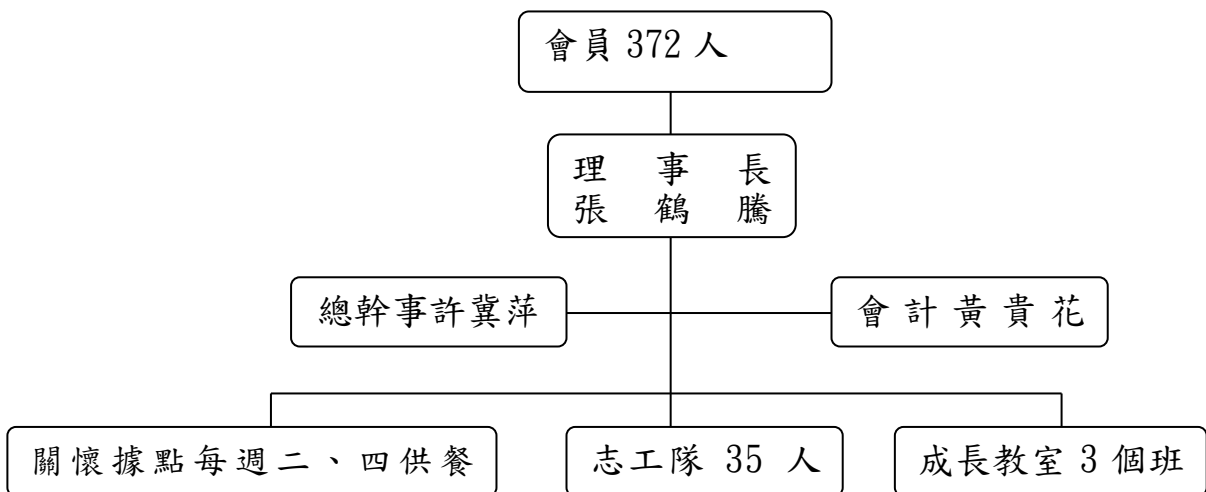 會員 372 人
理事長
張鶴騰
總幹事許冀萍
會計黃貴花
關懷據點每週二、四供餐
志工隊 35 人
成長教室 3 個班